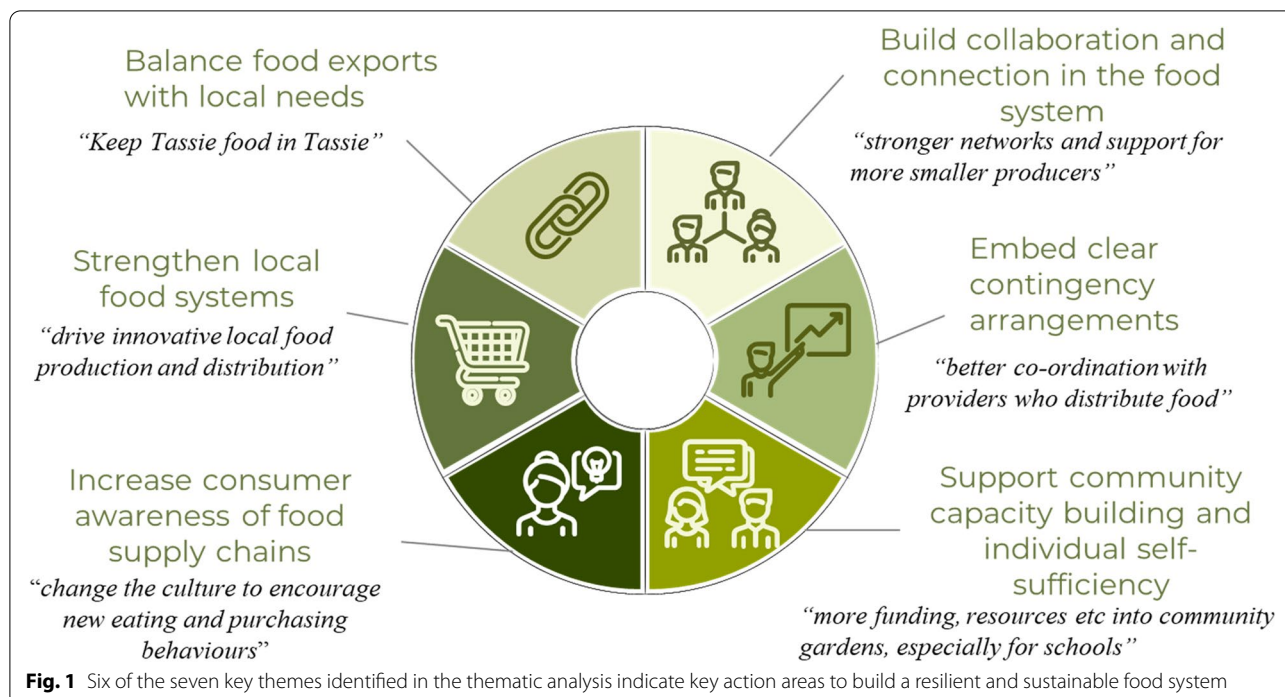 Balance food exports
with local needs
“Keep Tassie food in Tassie”
Build collaboration and
connection in the food
system
“stronger networks and support for
more smaller producers”
Strengthen local
food systems
“drive innovative local food
production and distribution”
Embed clear
contingency
arrangements
“better co-ordination with
providers who distribute food”
Increase consumer
awareness of food
supply chains
“change the culture to encourage
new eating and purchasing
behaviours”
Support community
capacity building and
individual self-
sufficiency
“more funding, resources etc into community
gardens, especially for schools”
Fig. 1 Six of the seven key themes identified in the thematic analysis indicate key action areas to build a resilient and sustainable food system